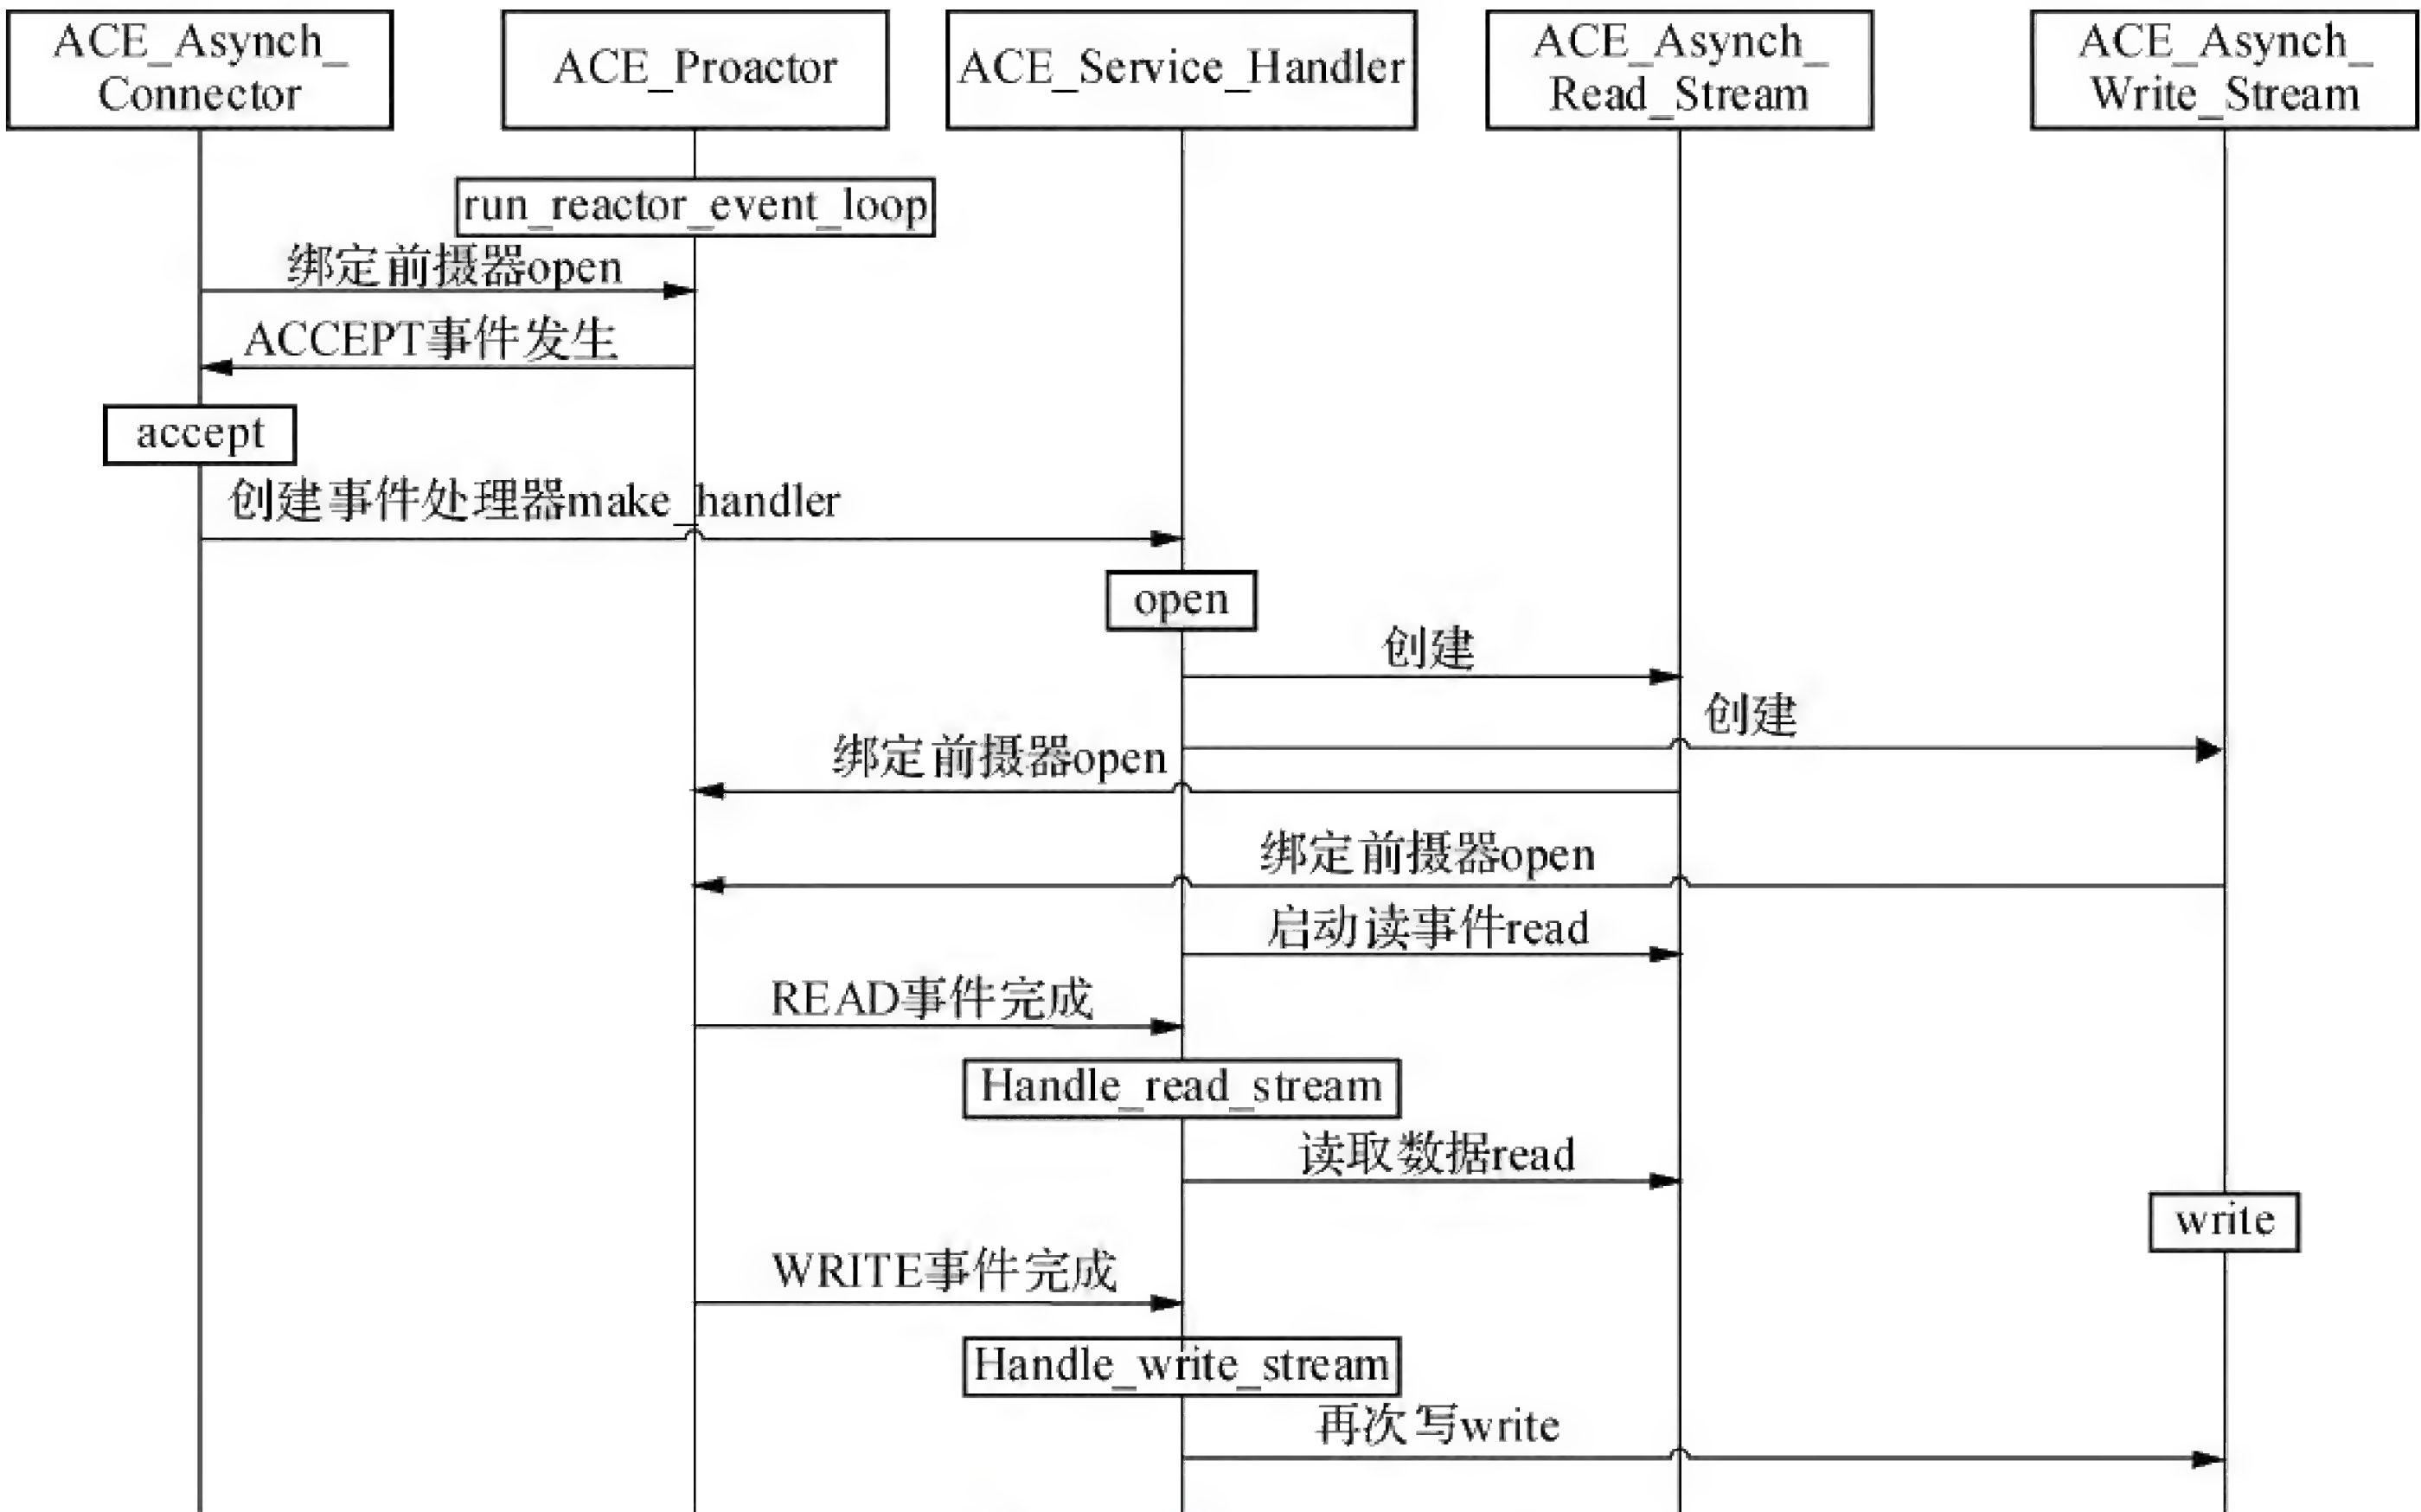 ACE_Asynch_
Connector
ACE_Proactor
ACE_Service_Handler
ACE_Asynch_
Read_Stream
ACE_Asynch_
Write_Stream
run_reactor_event_loop
绑定前摄器open
ACCEPT事件发生
accept
创建事件处理器make_handler
open
创建
创建
绑定前摄器open
绑定前摄器open
启动读事件read
READ事件完成
Handle_read_stream
读取数据read
write
WRITE事件完成
Handle_write_stream
再次写write